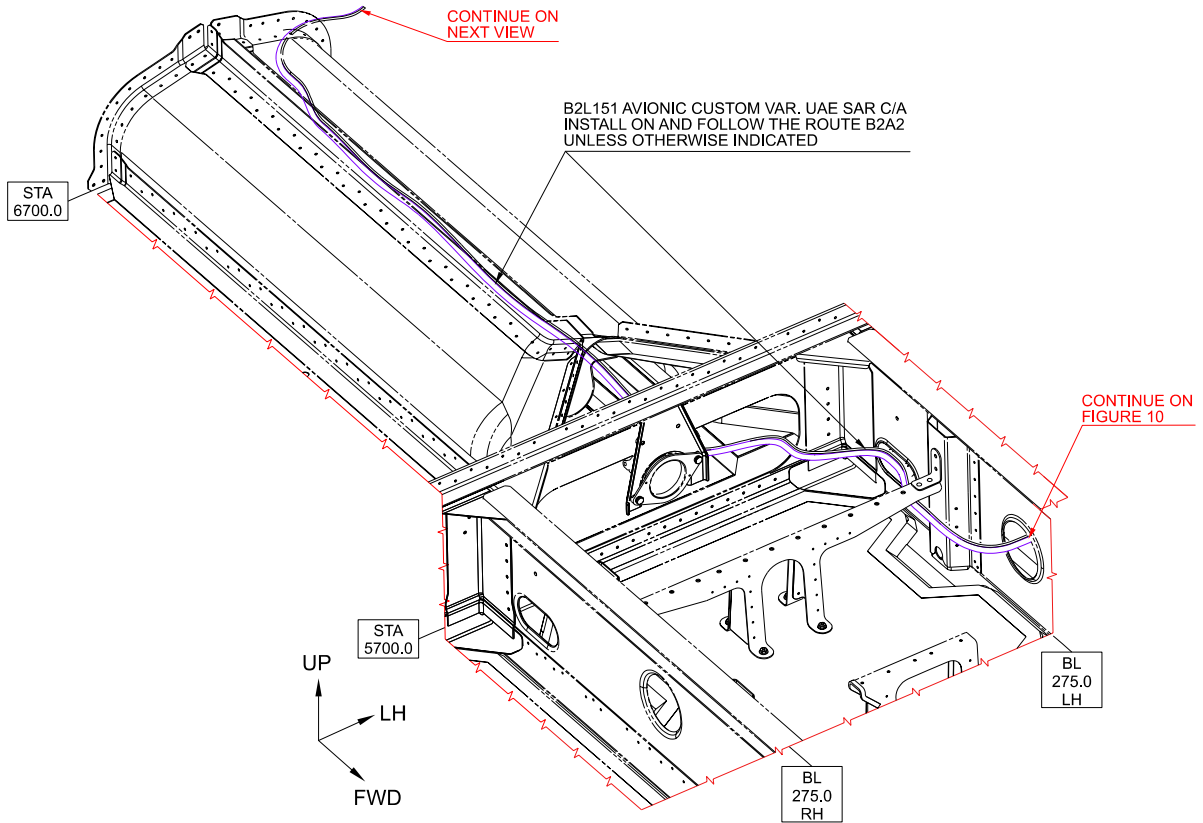 CONTINUE ON
NEXT VIEW
B2L151 AVIONIC CUSTOM VAR. UAE SAR C/A
INSTALL ON AND FOLLOW THE ROUTE B2A2
UNLESS OTHERWISE INDICATED
STA
6700.0
CONTINUE ON
FIGURE 10
STA
5700.0
UP
LH
FWD
BL
275.0
LH
BL
275.0
RH